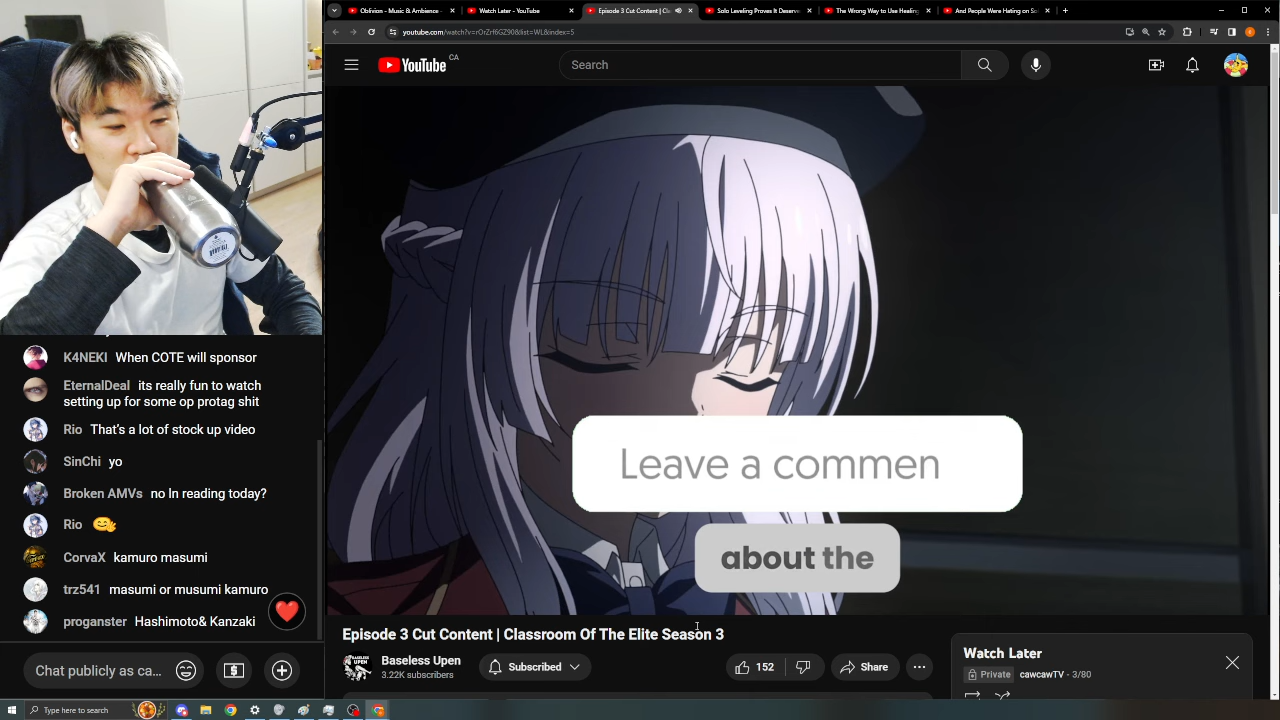 Oblivion - Music & Ambience -
Watch Later - YouTube
Episode 3 Cut Content | Cl
Solo Leveling Proves It Deserve
The Wrong Way to Use Healing
And People Were Hating on So
youtube.com/watch?v=rOrZrf6GZ90&list=WL&index=5
YouTube CA
Search
Leave a commen
about the
K4NEKI When COTE will sponsor
EternalDeal its really fun to watch
setting up for some op protag shit
Rio That's a lot of stock up video
SinChi yo
Broken AMVs no ln reading today?
Rio
CorvaX kamuro masumi
trz541 masumi or musumi kamuro
proganster Hashimoto& Kanzaki
Chat publicly as ca...
Episode 3 Cut Content | Classroom Of The Elite Season 3
Baseless Upen
3.22K subscribers
Subscribed
152
Share
Watch Later
Private cawcawTV - 3/80
Type here to search